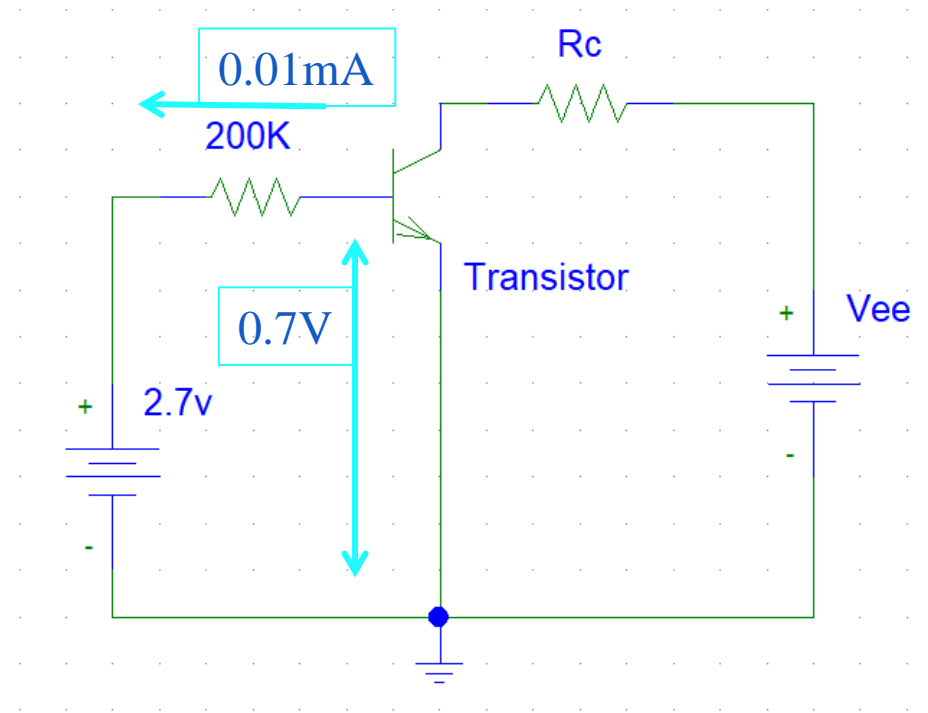 Rc
0.01mA
200K
Transistor
0.7V
+
Vee
+
2.7v
-
-